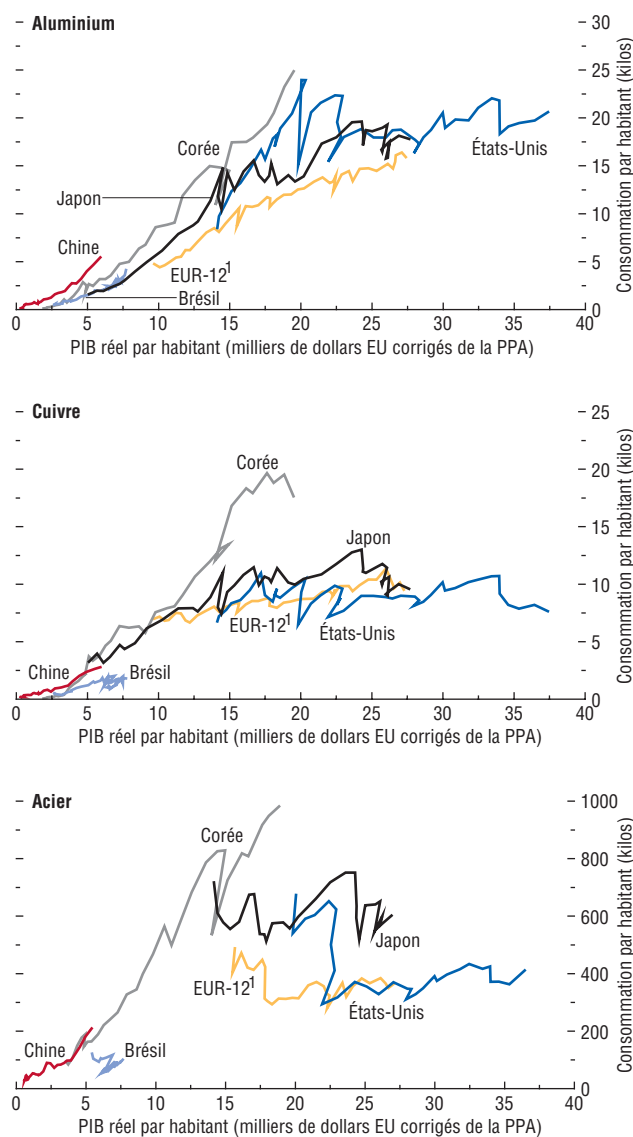 Aluminium
30
25
20
15
10
5
0
Consommation par habitant (kilos)
Corée
Japon
États-Unis
Chine
EUR-12¹
Brésil
0 5 10 15 20 25 30 35 40
PIB réel par habitant (milliers de dollars EU corrigés de la PPA)
Cuivre
25
20
15
10
5
0
Consommation par habitant (kilos)
Corée
Japon
EUR-12¹
États-Unis
Chine
Brésil
0 5 10 15 20 25 30 35 40
PIB réel par habitant (milliers de dollars EU corrigés de la PPA)
Acier
1000
800
600
400
200
0
Consommation par habitant (kilos)
Corée
Japon
EUR-12¹
États-Unis
Chine
Brésil
0 5 10 15 20 25 30 35 40
PIB réel par habitant (milliers de dollars EU corrigés de la PPA)